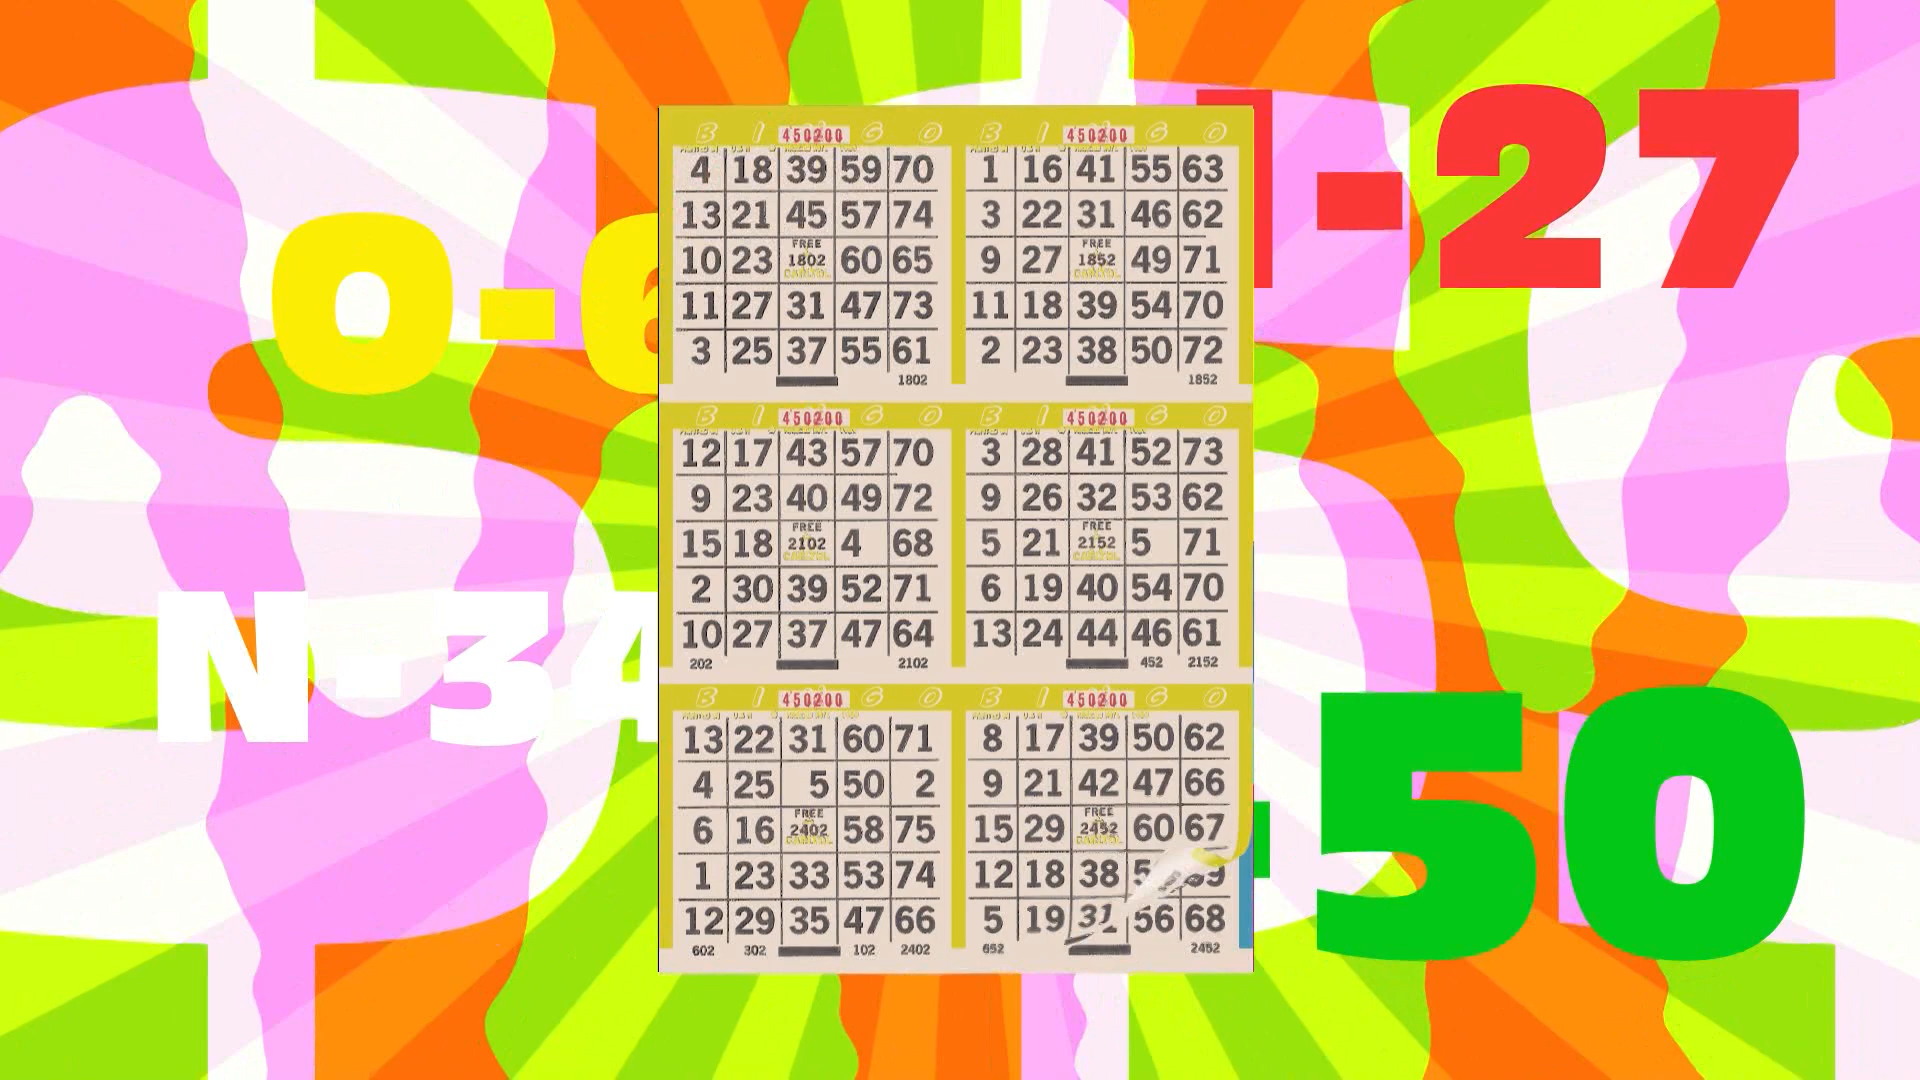 O-6
-27
N-34
-50
B I N G O
450200
4 18 39 59 70
13 21 45 57 74
10 23 FREE 1802 CAPITOL 60 65
11 27 31 47 73
3 25 37 55 61
1802
B I N G O
450200
1 16 41 55 63
3 22 31 46 62
9 27 FREE 1852 CAPITOL 49 71
11 18 39 54 70
2 23 38 50 72
1852
B I N G O
450200
12 17 43 57 70
9 23 40 49 72
15 18 FREE 2102 CAPITOL 4 68
2 30 39 52 71
10 27 37 47 64
202 2102
B I N G O
450200
3 28 41 52 73
9 26 32 53 62
5 21 FREE 2152 CAPITOL 5 71
6 19 40 54 70
13 24 44 46 61
452 2152
B I N G O
450200
13 22 31 60 71
4 25 5 50 2
6 16 FREE 2402 CAPITOL 58 75
1 23 33 53 74
12 29 35 47 66
602 302 102 2402
B I N G O
450200
8 17 39 50 62
9 21 42 47 66
15 29 FREE 2452 CAPITOL 60 67
12 18 38
5 19 31 56 68
652 2452